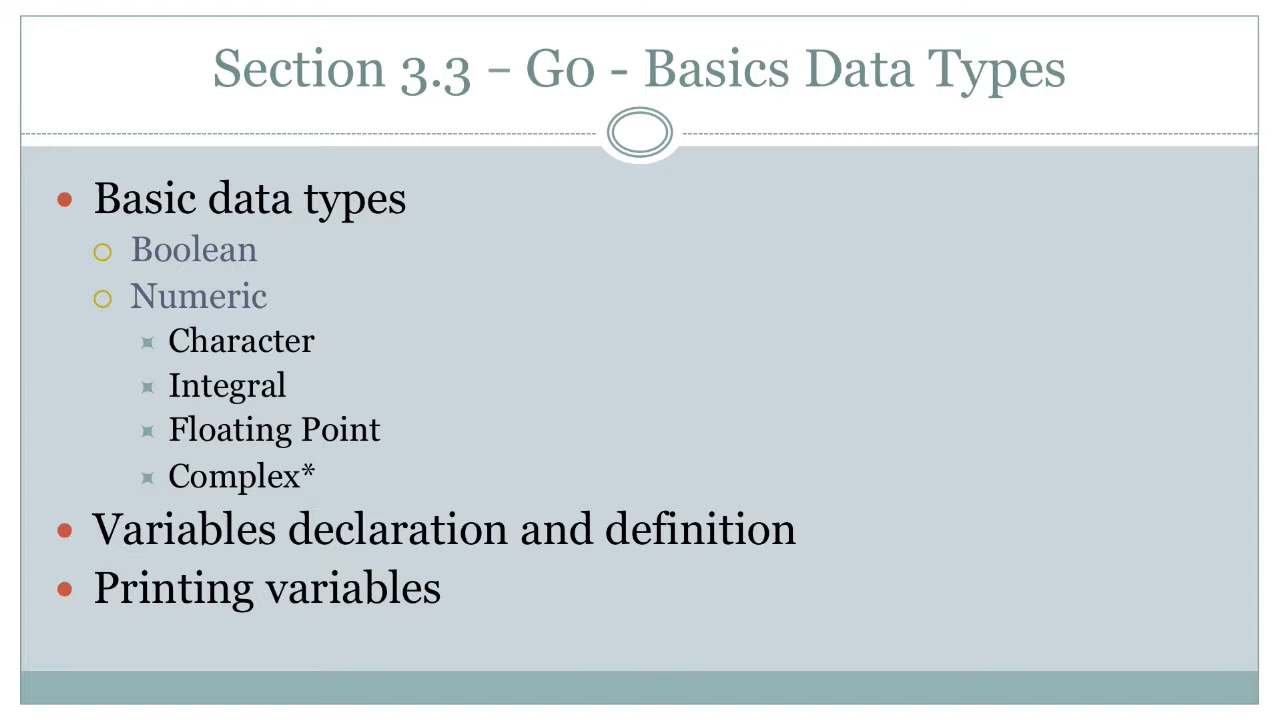 Section 3.3 – Go - Basics Data Types
Basic data types
Boolean
Numeric
Character
Integral
Floating Point
Complex*
Variables declaration and definition
Printing variables